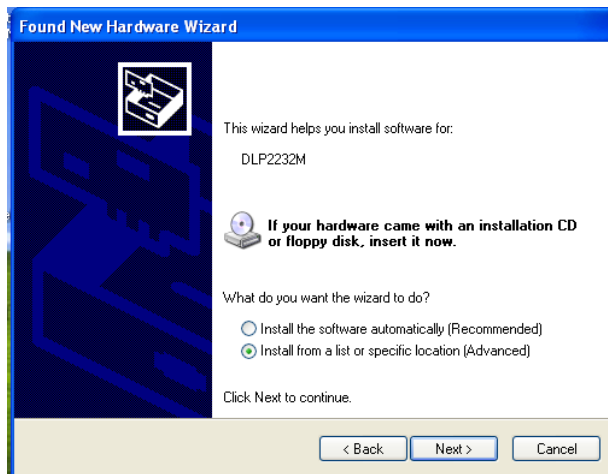 Found New Hardware Wizard
This wizard helps you install software for:
DLP2232M
If your hardware came with an installation CD
or floppy disk, insert it now.
What do you want the wizard to do?
Install the software automatically (Recommended)
Install from a list or specific location (Advanced)
Click Next to continue.
< Back Next > Cancel